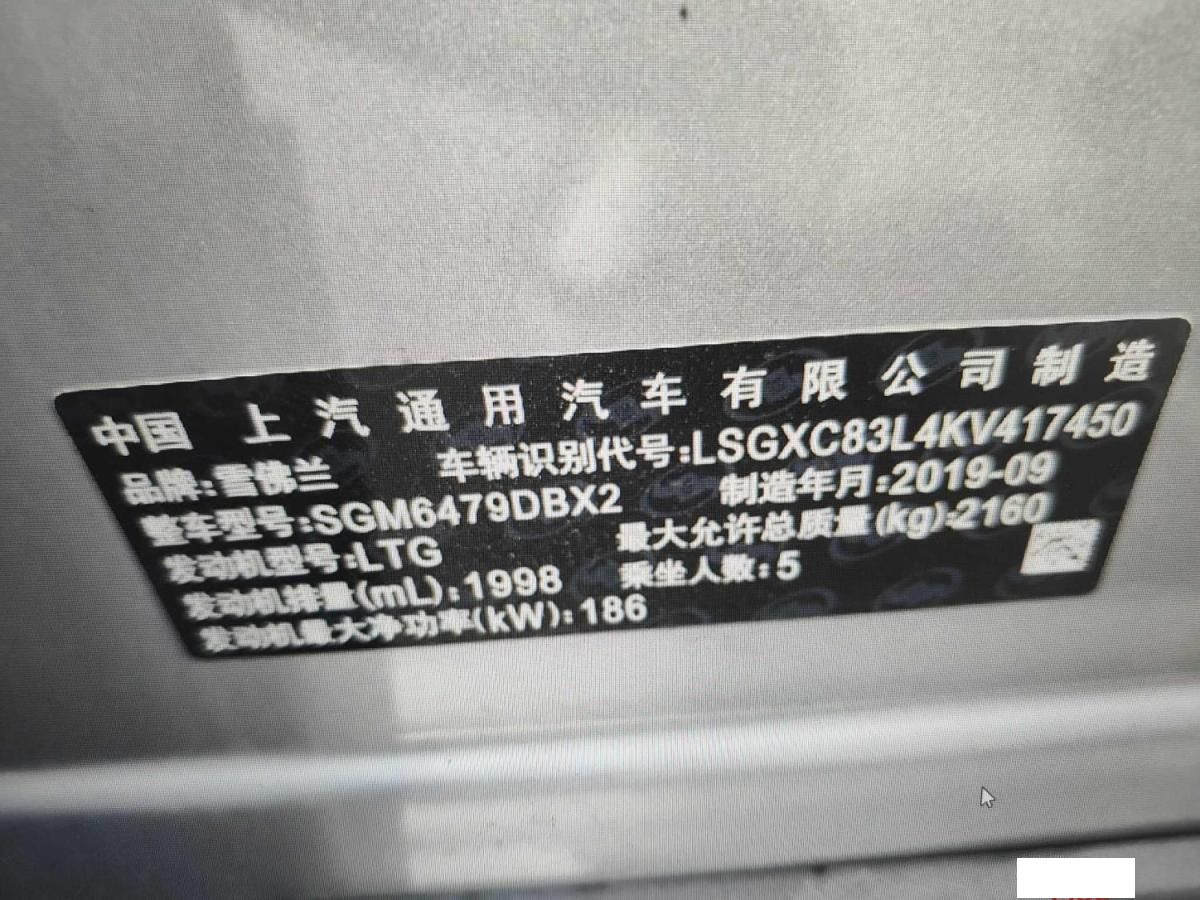 中国 上汽通用汽车有限公司制造
品牌:雪佛兰 车辆识别代号:LSGXC83L4KV417450
整车型号:SGM6479DBX2 制造年月:2019-09
发动机型号:LTG 最大允许总质量(kg):2160
发动机排量(mL):1998 乘坐人数:5
发动机最大净功率(kW):186